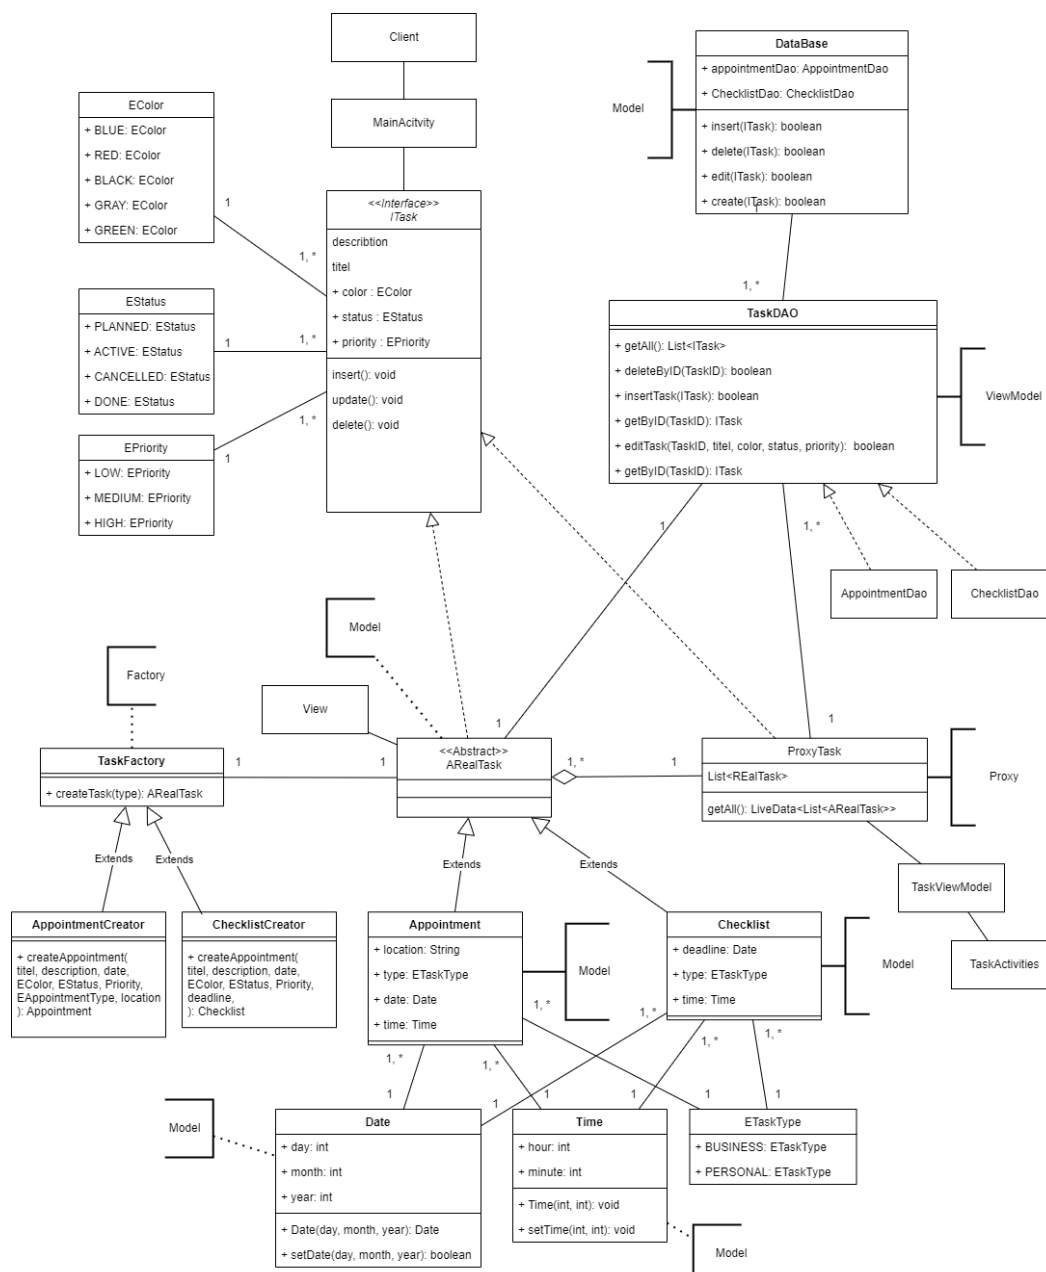 Client
MainAcitvity
DataBase
+ appointmentDao: AppointmentDao
+ ChecklistDao: ChecklistDao
+ insert(ITask): boolean
+ delete(ITask): boolean
+ edit(ITask): boolean
+ create(ITask): boolean
1
Model
EColor
+ BLUE: EColor
+ RED: EColor
+ BLACK: EColor
+ GRAY: EColor
+ GREEN: EColor
1
1, *
<<Interface>>
ITask
describtion
titel
+ color : EColor
+ status : EStatus
+ priority : EPriority
insert(): void
update(): void
delete(): void
EStatus
+ PLANNED: EStatus
+ ACTIVE: EStatus
+ CANCELLED: EStatus
+ DONE: EStatus
1
1, *
EPriority
+ LOW: EPriority
+ MEDIUM: EPriority
+ HIGH: EPriority
1
1, *
1, *
TaskDAO
+ getAll(): List<ITask>
+ deleteByID(TaskID): boolean
+ insertTask(ITask): boolean
+ getByID(TaskID): ITask
+ editTask(TaskID, titel, color, status, priority):  boolean
+ getByID(TaskID): ITask
ViewModel
1
1, *
AppointmentDao
ChecklistDao
Model
Factory
View
TaskFactory
+ createTask(type): ARealTask
1
1
<<Abstract>>
ARealTask
1
1, *
1
1
ProxyTask
List<REalTask>
getAll(): LiveData<List<ARealTask>>
Proxy
Extends
Extends
Extends
Extends
TaskViewModel
TaskActivities
AppointmentCreator
+ createAppointment(
titel, description, date,
EColor, EStatus, Priority,
EAppointmentType, location
): Appointment
ChecklistCreator
+ createAppointment(
titel, description, date,
EColor, EStatus, Priority,
deadline,
): Checklist
Appointment
+ location: String
+ type: ETaskType
+ date: Date
+ time: Time
Model
Checklist
+ deadline: Date
+ type: ETaskType
+ time: Time
Model
1, *
1, *
1, *
1, *
1, *
1, *
1
1
1
1
1
1
Model
Date
+ day: int
+ month: int
+ year: int
+ Date(day, month, year): Date
+ setDate(day, month, year): boolean
Time
+ hour: int
+ minute: int
+ Time(int, int): void
+ setTime(int, int): void
ETaskType
+ BUSINESS: ETaskType
+ PERSONAL: ETaskType
Model